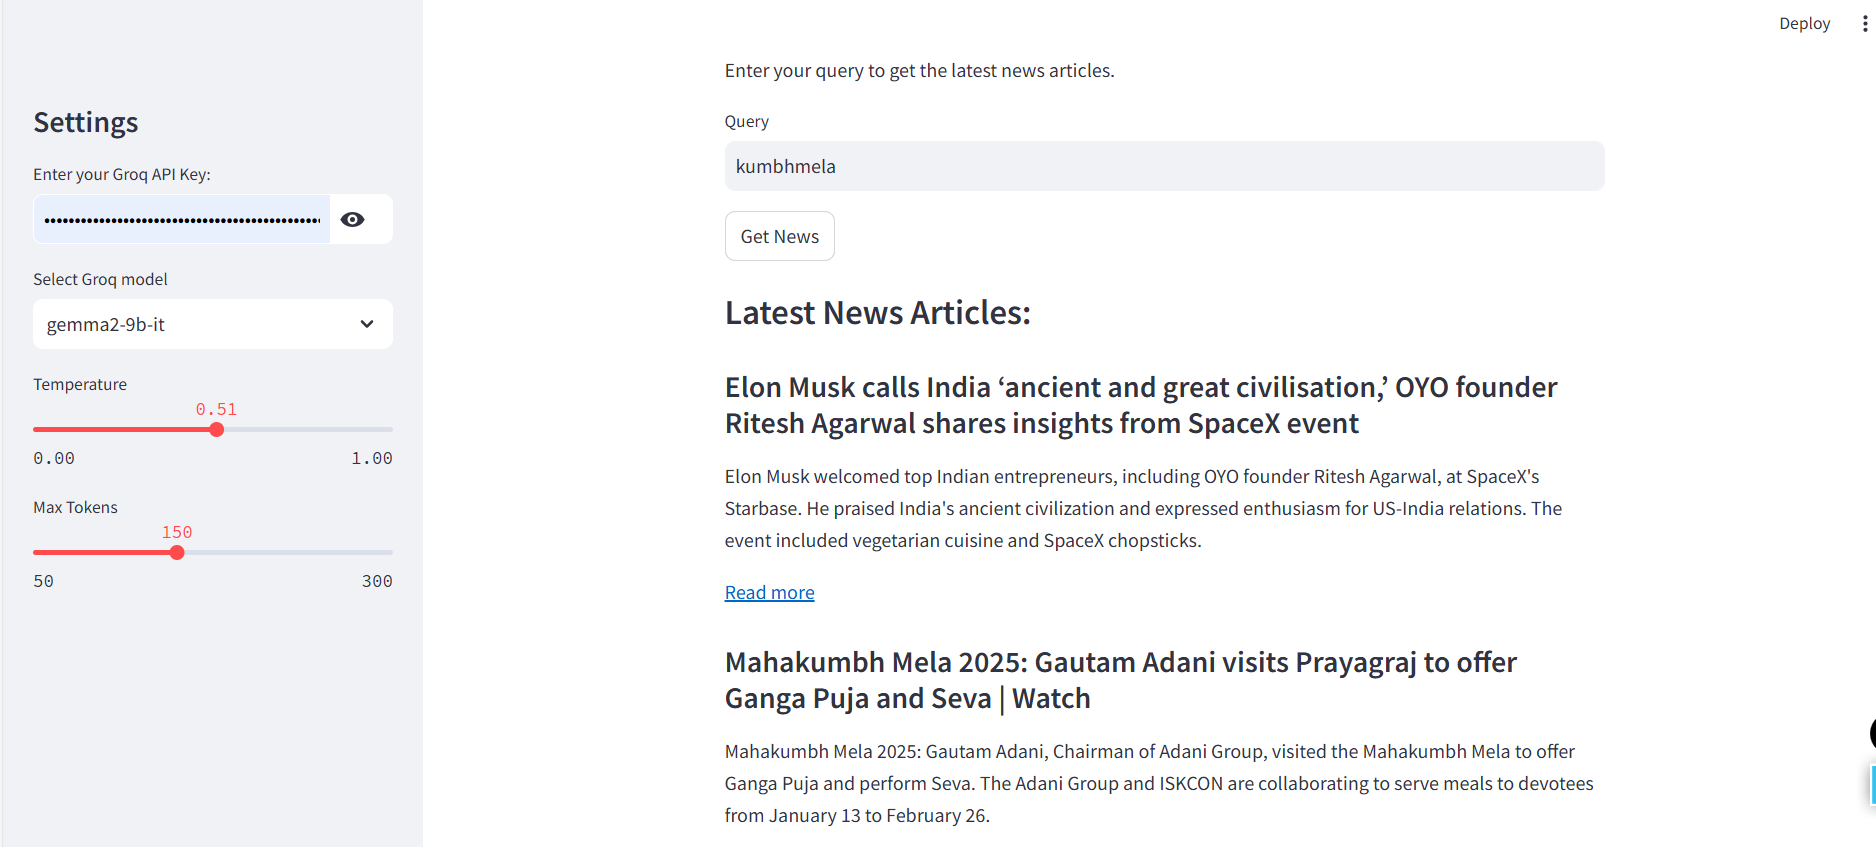 Deploy
Settings
Enter your Groq API Key:
••••••••••••••••••••••••••••••••••••••••••••••
Select Groq model
gemma2-9b-it
Temperature
0.51
0.00 1.00
Max Tokens
150
50 300
Enter your query to get the latest news articles.
Query
kumbhmela
Get News
Latest News Articles:
Elon Musk calls India ‘ancient and great civilisation,’ OYO founder
Ritesh Agarwal shares insights from SpaceX event
Elon Musk welcomed top Indian entrepreneurs, including OYO founder Ritesh Agarwal, at SpaceX's
Starbase. He praised India's ancient civilization and expressed enthusiasm for US-India relations. The
event included vegetarian cuisine and SpaceX chopsticks.
Read more
Mahakumbh Mela 2025: Gautam Adani visits Prayagraj to offer
Ganga Puja and Seva | Watch
Mahakumbh Mela 2025: Gautam Adani, Chairman of Adani Group, visited the Mahakumbh Mela to offer
Ganga Puja and perform Seva. The Adani Group and ISKCON are collaborating to serve meals to devotees
from January 13 to February 26.